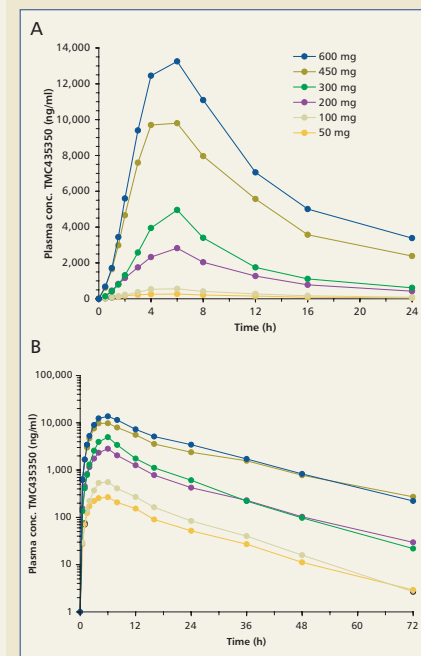 A
Plasma conc. TMC435350 (ng/ml)
14,000
12,000
10,000
8,000
6,000
4,000
2,000
0
600 mg
450 mg
300 mg
200 mg
100 mg
50 mg
0 4 8 12 16 20 24
Time (h)
B
Plasma conc. TMC435350 (ng/ml)
100,000
10,000
1,000
100
10
1
0 12 24 36 48 72
Time (h)